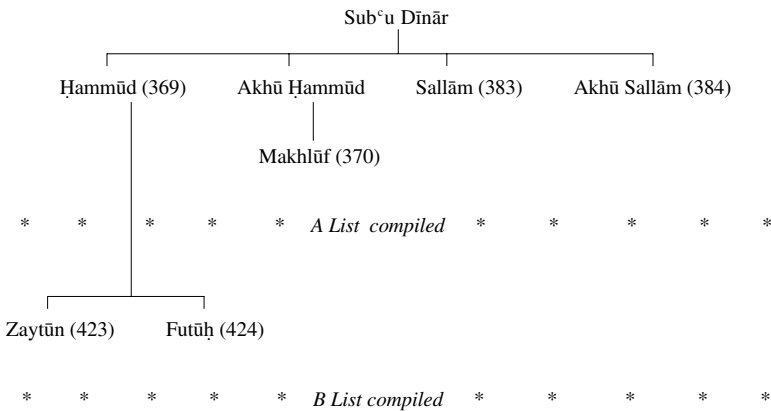 Subᶜu Dīnār
Ḥammūd (369) Akhū Ḥammūd Sallām (383) Akhū Sallām (384)
Makhlūf (370)
* * * * * A List compiled * * * * *
Zaytūn (423) Futūḥ (424)
* * * * * B List compiled * * * * *